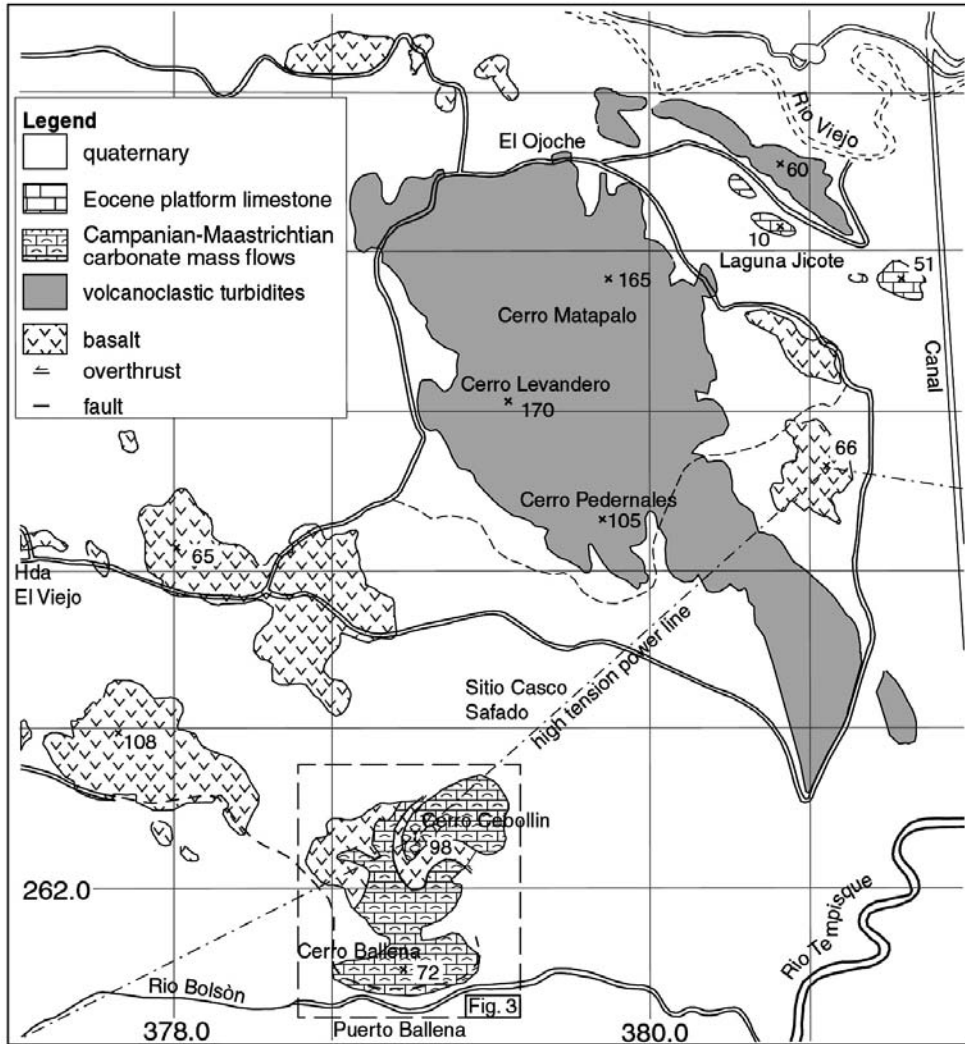 Legend
quaternary
Eocene platform limestone
Campanian-Maastrichtian
carbonate mass flows
volcanoclastic turbidites
basalt
overthrust
fault
Rio Viejo
El Ojoche
60
10
Laguna Jicote
51
165
Cerro Matapalo
Canal
Cerro Levandero
170
66
Cerro Pedernales
105
65
Hda
El Viejo
high tension power line
Sitio Casco
Safado
108
Cerro Cebollin
98
262.0
Rio Tempisque
Cerro Ballena
72
Rio Bolsòn
Fig. 3
Puerto Ballena
378.0
380.0